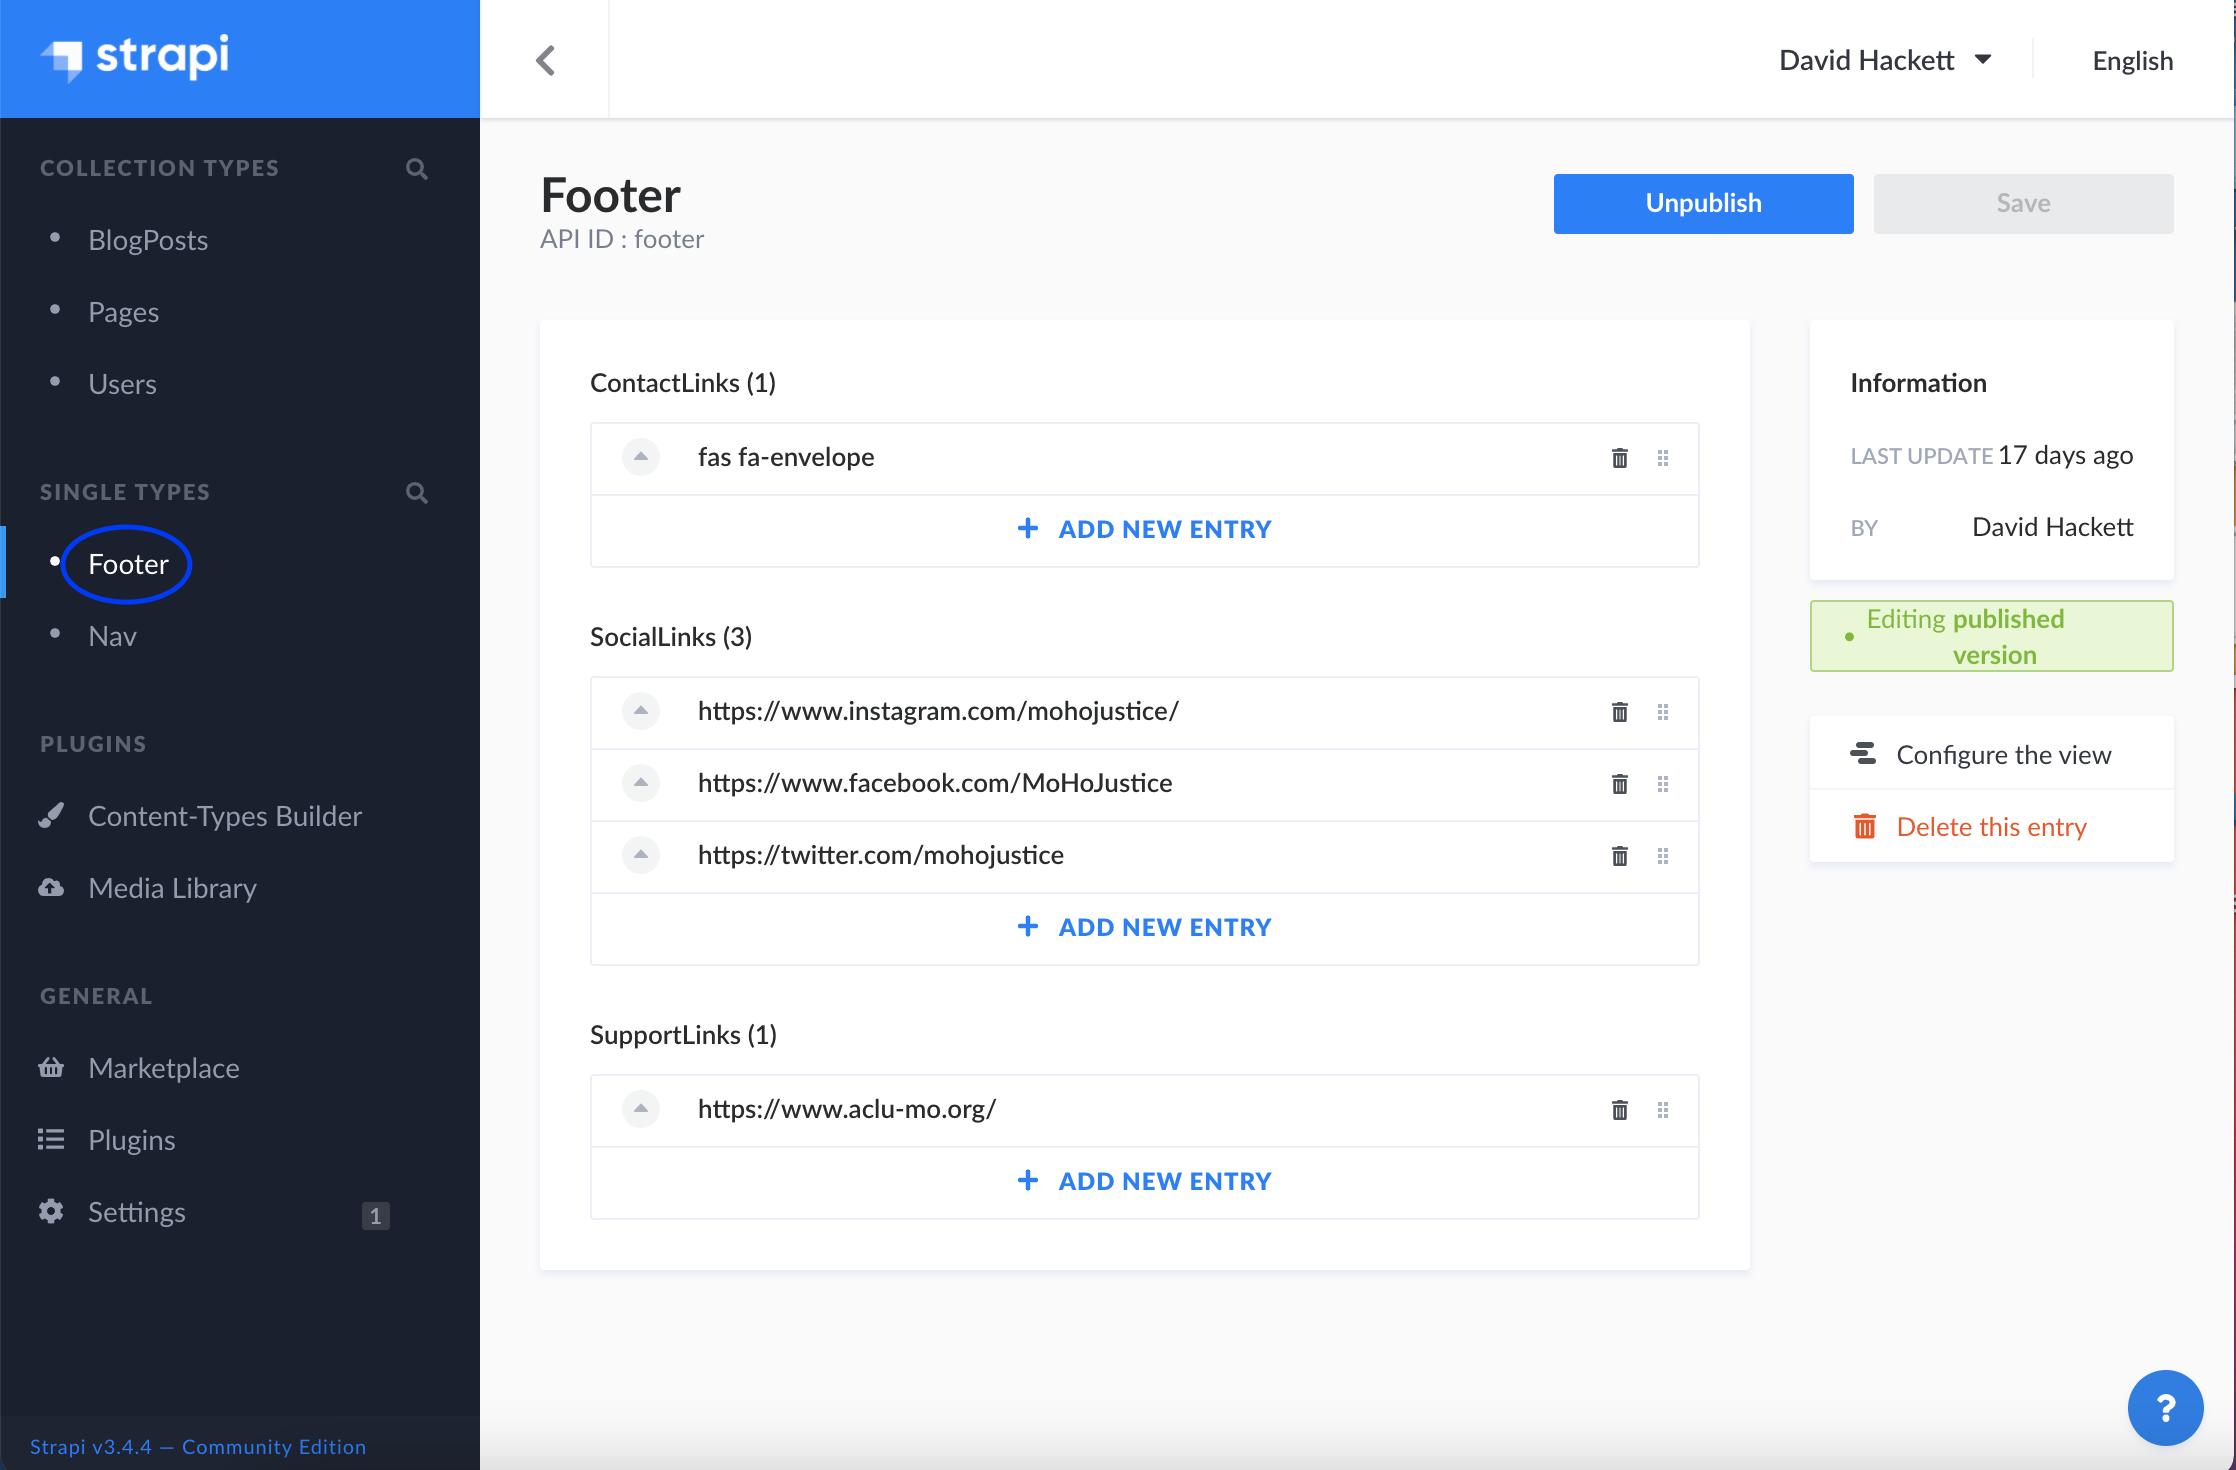 strapi
David Hackett
English
COLLECTION TYPES
BlogPosts
Pages
Users
SINGLE TYPES
Footer
Nav
PLUGINS
Content-Types Builder
Media Library
GENERAL
Marketplace
Plugins
Settings
1
Strapi v3.4.4 — Community Edition
Footer
API ID : footer
Unpublish
Save
ContactLinks (1)
fas fa-envelope
+ ADD NEW ENTRY
SocialLinks (3)
https://www.instagram.com/mohojustice/
https://www.facebook.com/MoHoJustice
https://twitter.com/mohojustice
+ ADD NEW ENTRY
SupportLinks (1)
https://www.aclu-mo.org/
+ ADD NEW ENTRY
Information
LAST UPDATE 17 days ago
BY David Hackett
Editing published
version
Configure the view
Delete this entry
?